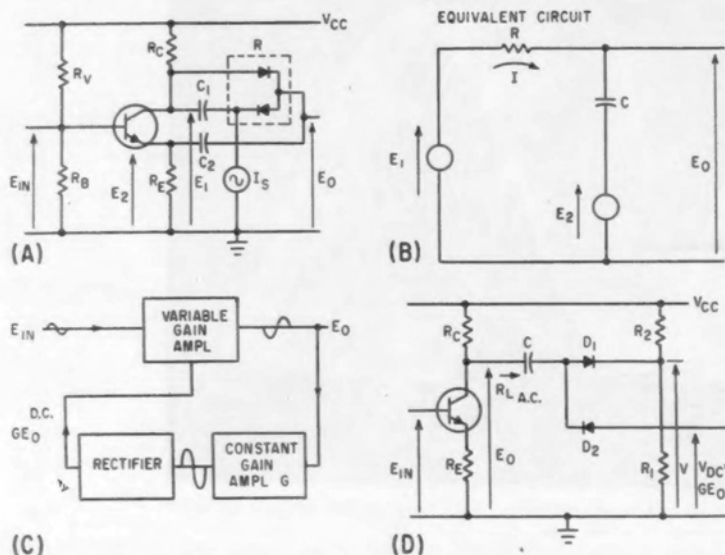 VCC
RC
R
RV
C1
C2
EIN
RB
E2
RE
E1
IS
EO
(A)
EQUIVALENT CIRCUIT
R
I
C
E1
E2
EO
(B)
EIN
VARIABLE
GAIN
AMPL
EO
D.C.
GEO
RECTIFIER
CONSTANT
GAIN
AMPL G
(C)
VCC
RC
R2
C
D1
RL A.C.
D2
EIN
RE
EO
R1
V
VDC'
GEO
(D)